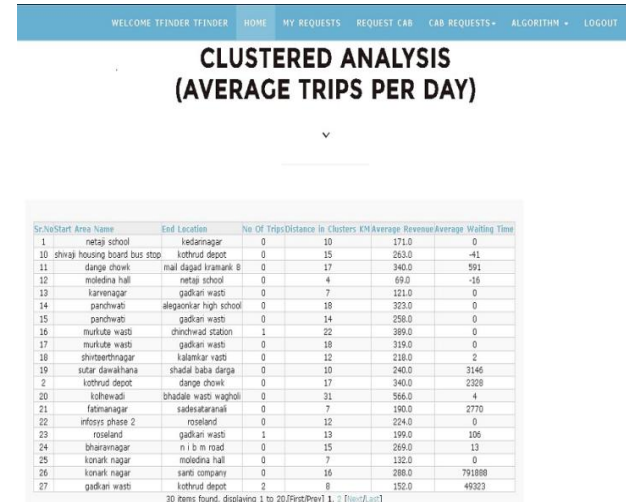 WELCOME TFINDER TFINDER HOME MY REQUESTS REQUEST CAB CAB REQUESTS ALGORITHM LOGOUT
CLUSTERED ANALYSIS
(AVERAGE TRIPS PER DAY)
Sr.No Start Area Name End Location No Of Trips Distance in Clusters KM Average Revenue Average Waiting Time
1 netaji school kedarinagar 0 10 171.0 0
10 shivaji housing board bus stop kothrud depot 0 15 263.0 -41
11 dange chowk mail dagad kramank 8 0 17 340.0 591
12 moledina hall netaji school 0 4 69.0 -16
13 karvenagar gadkari wasti 0 7 121.0 0
14 panchwati alegaonkar high school 0 18 323.0 0
15 panchwati gadkari wasti 0 14 258.0 0
16 murkute wasti chinchwad station 1 22 389.0 0
17 murkute wasti gadkari wasti 0 18 319.0 0
18 shivteerthnagar kalamkar vasti 0 12 218.0 2
19 sutar dawakhana shadal baba darga 0 10 240.0 3146
2 kothrud depot dange chowk 0 17 340.0 2328
20 kolhewadi bhadale wasti wagholi 0 31 566.0 4
21 fatimanagar sadesataranali 0 7 190.0 2770
22 infosys phase 2 roseland 0 12 224.0 0
23 roseland gadkari wasti 1 13 199.0 106
24 bhairavnagar n i b m road 0 15 269.0 13
25 konark nagar moledina hall 0 7 132.0 0
26 konark nagar santi company 0 16 288.0 791888
27 gadkari wasti kothrud depot 2 8 152.0 49323
30 items found, displaying 1 to 20.[First/Prev] 1, 2 [Next/Last]